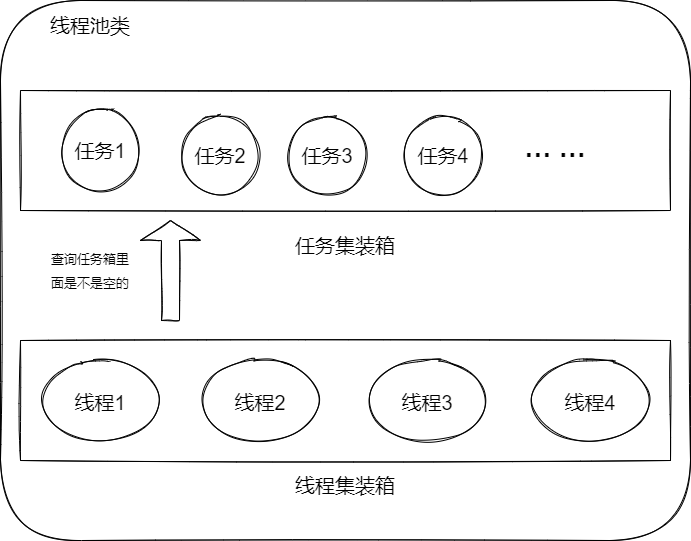 线程池类
任务1
任务2
任务3
任务4
... ...
任务集装箱
查询任务箱里
面是不是空的
线程1
线程2
线程3
线程4
线程集装箱